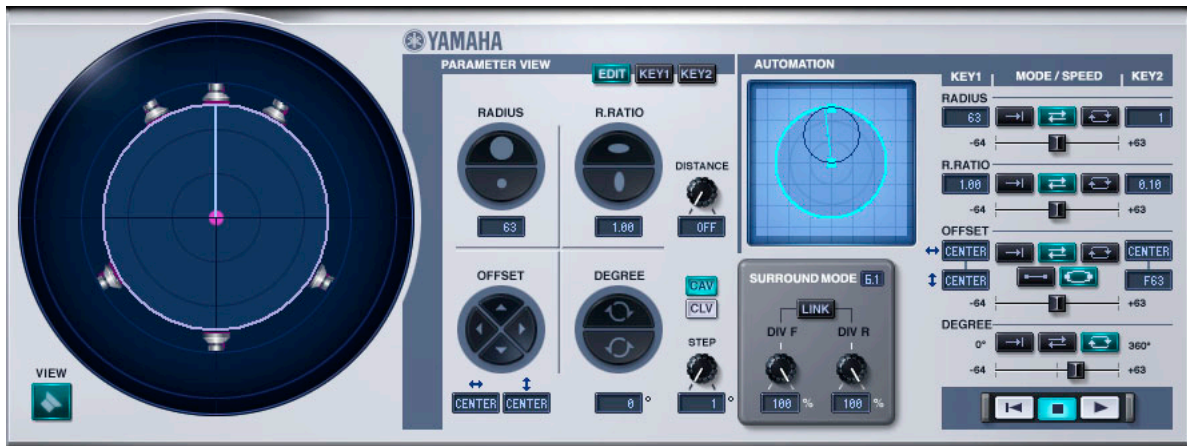 YAMAHA
PARAMETER VIEW
EDIT KEY1 KEY2
RADIUS R.RATIO
DISTANCE
63 1.00 OFF
OFFSET DEGREE
CAV
CLV
STEP
CENTER CENTER 0 ° 1 °
VIEW
AUTOMATION
SURROUND MODE 6.1
LINK
DIV F DIV R
100 % 100 %
KEY1 MODE / SPEED KEY2
RADIUS
63 1
-64 +63
R.RATIO
1.00 0.10
-64 +63
OFFSET
CENTER CENTER
CENTER F63
-64 +63
DEGREE
0° 360°
-64 +63